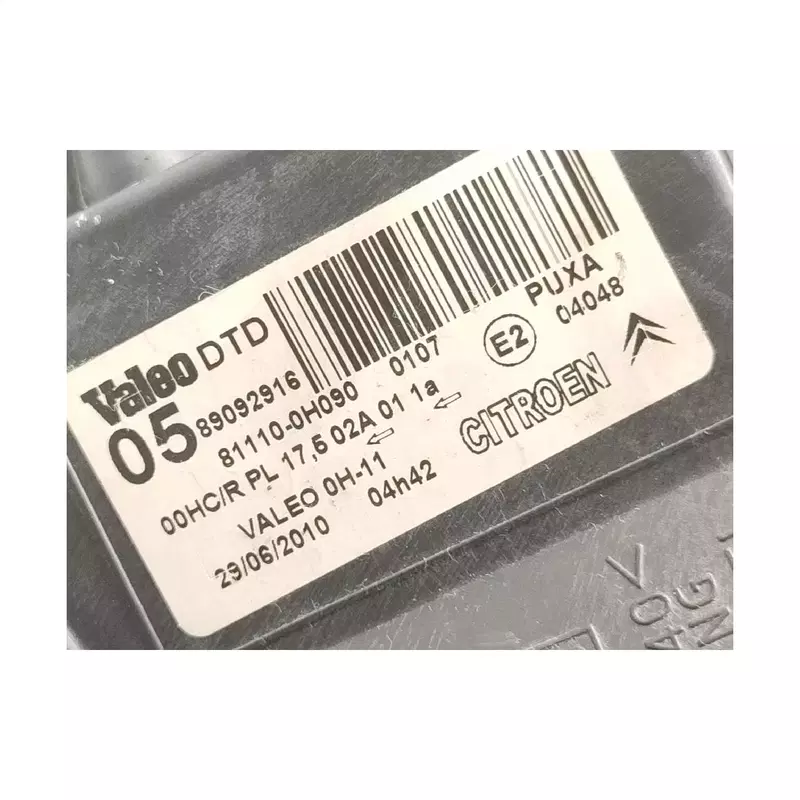 Valeo DTD
05 89092916
81110-0H090 0107
00HC/R PL 17,5 02A 01 1a
← ←
VALEO 0H-11
29/06/2010 04h42
E2
PUXA
04048
CITROEN